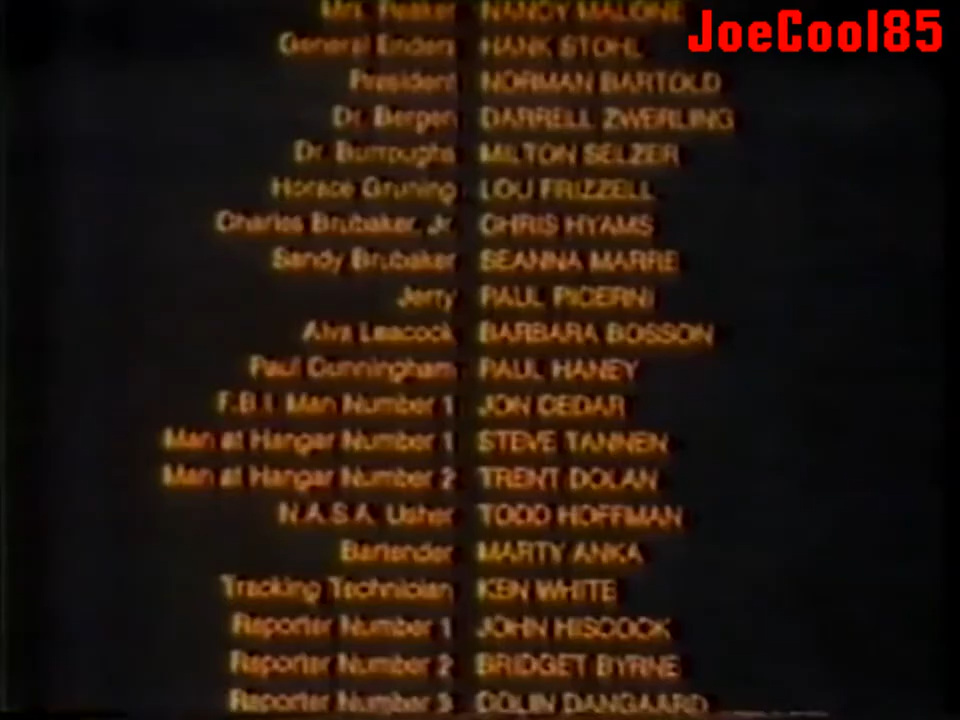 JoeCool85
Mrs. Peaker NANCY MALONE
General Enders HANK STOHL
President NORMAN BARTOLD
Dr. Bergen DARRELL ZWERLING
Dr. Burroughs MILTON SELZER
Horace Gruning LOU FRIZZELL
Charles Brubaker, Jr. CHRIS HYAMS
Sandy Brubaker SEANNA MARRE
Jerry PAUL PICERNI
Alva Leacock BARBARA BOSSON
Paul Cunningham PAUL HANEY
F.B.I. Man Number 1 JON CEDAR
Man at Hangar Number 1 STEVE TANNEN
Man at Hangar Number 2 TRENT DOLAN
N.A.S.A. Usher TODD HOFFMAN
Bartender MARTY ANKA
Tracking Technician KEN WHITE
Reporter Number 1 JOHN HISCOCK
Reporter Number 2 BRIDGET BYRNE
Reporter Number 3 COLIN DANGAARD